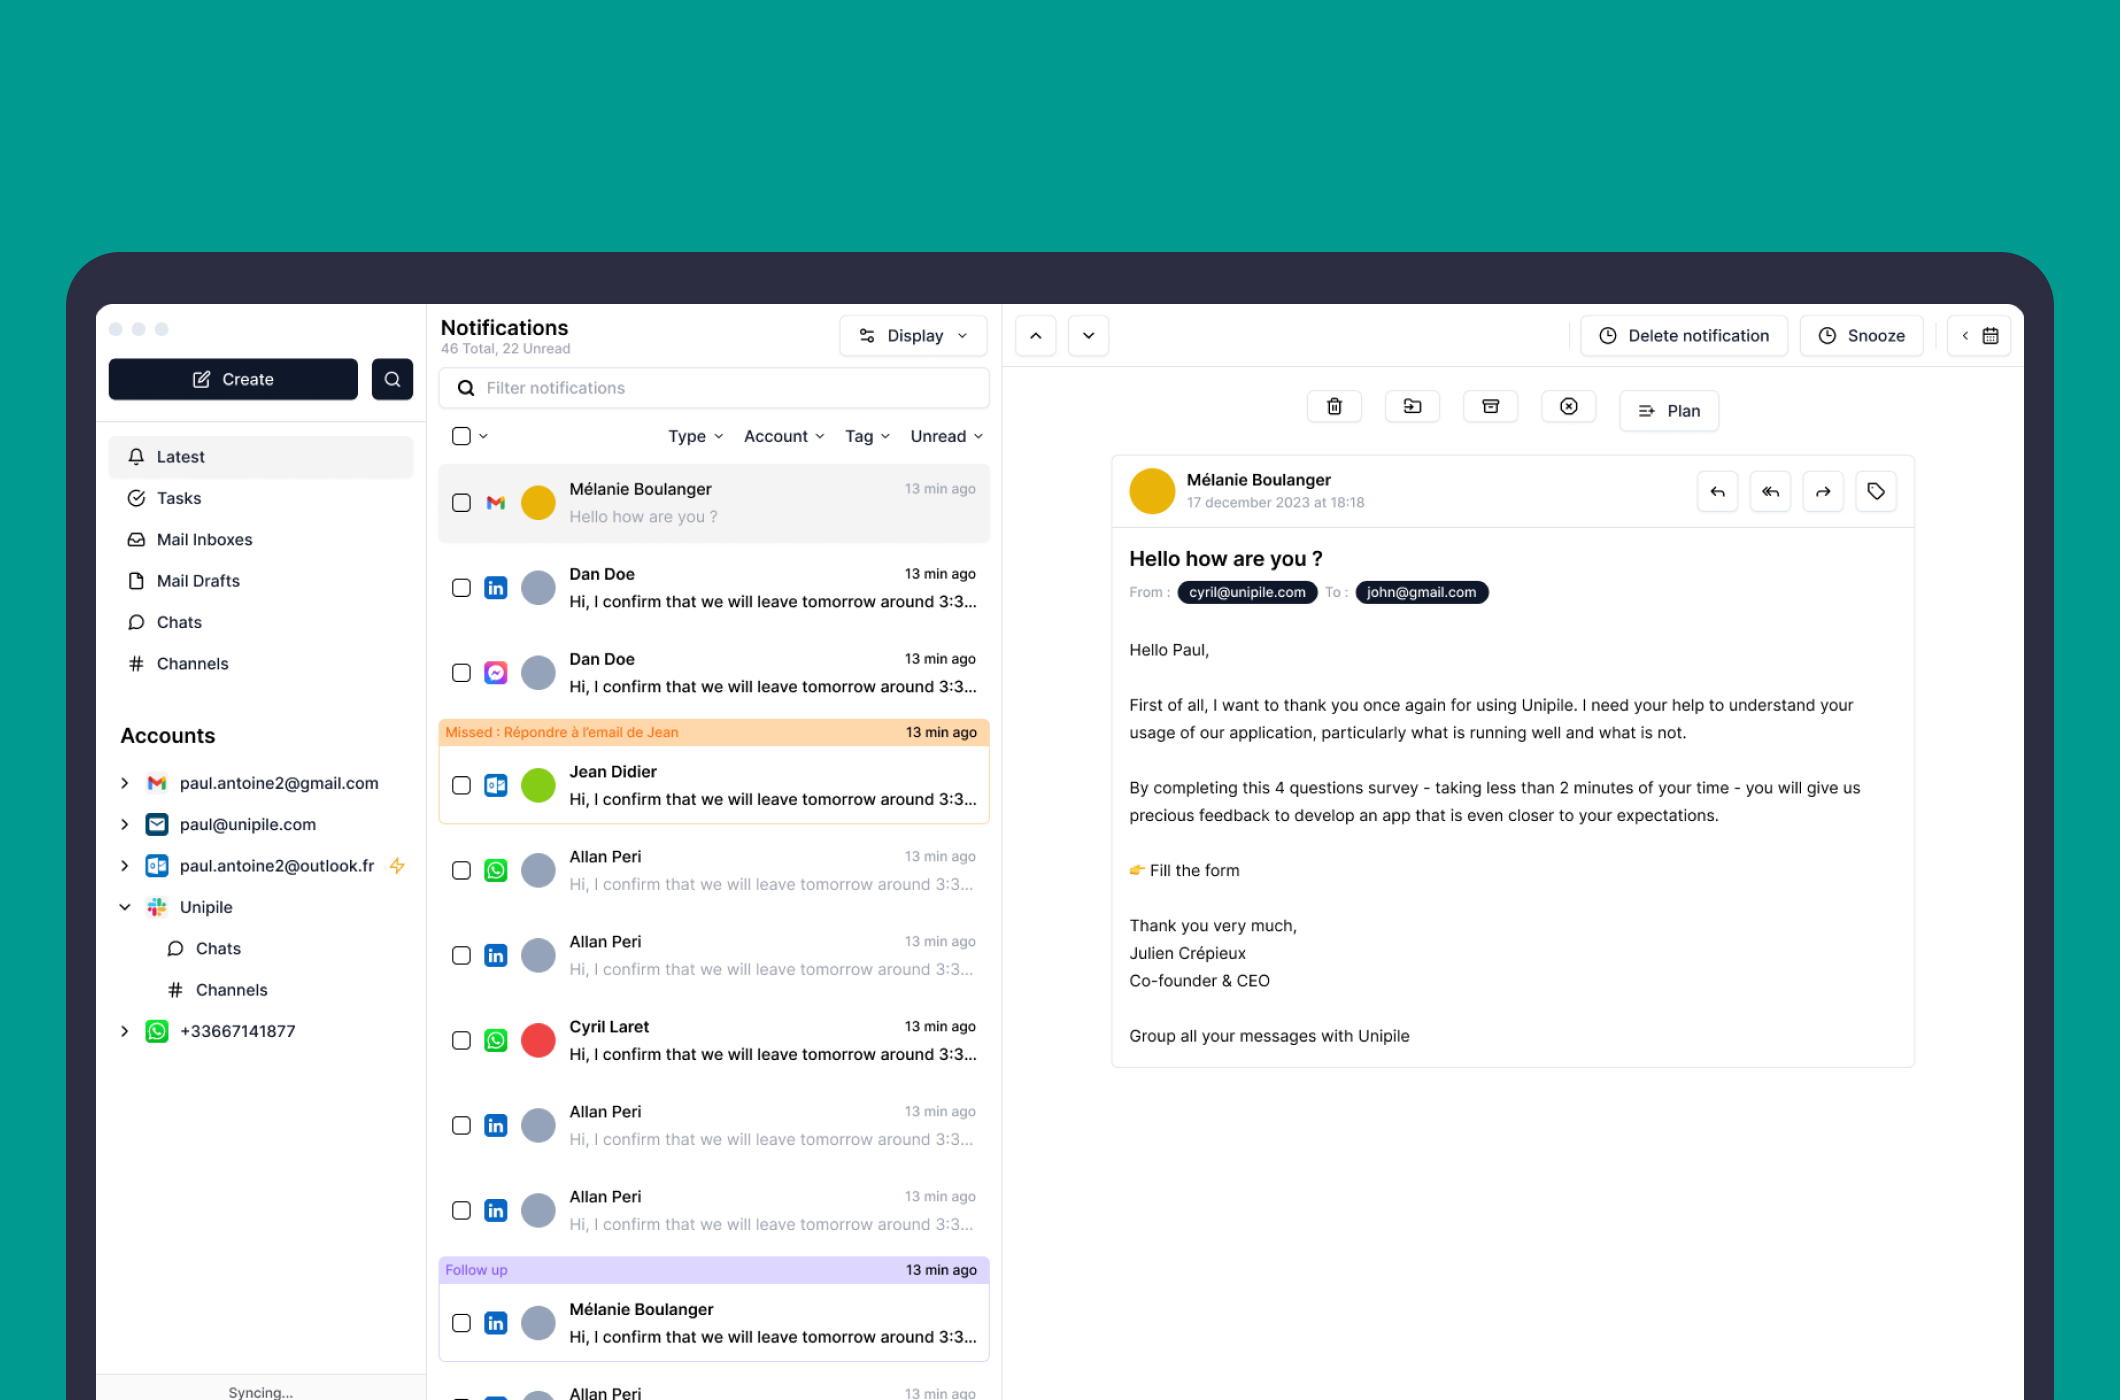 Create
Latest
Tasks
Mail Inboxes
Mail Drafts
Chats
# Channels
Accounts
paul.antoine2@gmail.com
paul@unipile.com
paul.antoine2@outlook.fr
Unipile
Chats
# Channels
+33667141877
Syncing...
Notifications
46 Total, 22 Unread
Display
Filter notifications
Type Account Tag Unread
Mélanie Boulanger 13 min ago
Hello how are you ?
in Dan Doe 13 min ago
Hi, I confirm that we will leave tomorrow around 3:3...
Dan Doe 13 min ago
Hi, I confirm that we will leave tomorrow around 3:3...
Missed : Répondre à l'email de Jean 13 min ago
Jean Didier
Hi, I confirm that we will leave tomorrow around 3:3...
Allan Peri 13 min ago
Hi, I confirm that we will leave tomorrow around 3:3...
in Allan Peri 13 min ago
Hi, I confirm that we will leave tomorrow around 3:3...
Cyril Laret 13 min ago
Hi, I confirm that we will leave tomorrow around 3:3...
in Allan Peri 13 min ago
Hi, I confirm that we will leave tomorrow around 3:3...
in Allan Peri 13 min ago
Hi, I confirm that we will leave tomorrow around 3:3...
Follow up 13 min ago
in Mélanie Boulanger
Hi, I confirm that we will leave tomorrow around 3:3...
Allan Peri 13 min ago
Delete notification Snooze
Plan
Mélanie Boulanger
17 december 2023 at 18:18
Hello how are you ?
From : cyril@unipile.com To : john@gmail.com
Hello Paul,
First of all, I want to thank you once again for using Unipile. I need your help to understand your
usage of our application, particularly what is running well and what is not.
By completing this 4 questions survey - taking less than 2 minutes of your time - you will give us
precious feedback to develop an app that is even closer to your expectations.
👉 Fill the form
Thank you very much,
Julien Crépieux
Co-founder & CEO
Group all your messages with Unipile